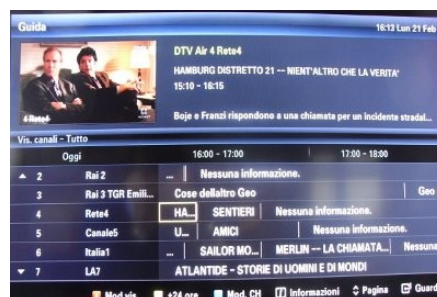 Guida 16:13 Lun 21 Feb
DTV Air 4 Rete4
HAMBURG DISTRETTO 21 -- NIENT'ALTRO CHE LA VERITA'
15:10 - 16:15
Boje e Franzi rispondono a una chiamata per un incidente stradal...
4 Rete4
Vis. canali - Tutto
Oggi 16:00 - 17:00 17:00 - 18:00
▲ 2 Rai 2 ... Nessuna informazione.
3 Rai 3 TGR Emili... Cose dellaltro Geo Geo
4 Rete4 HA... SENTIERI Nessuna informazione.
5 Canale5 U... AMICI Nessuna informazione.
6 Italia1 ... SAILOR MO... MERLIN -- LA CHIAMATA... Nessuna
▼ 7 LA7 ATLANTIDE - STORIE DI UOMINI E DI MONDI
Mod.vis. +24 ore Mod. CH Informazioni Pagina Guard